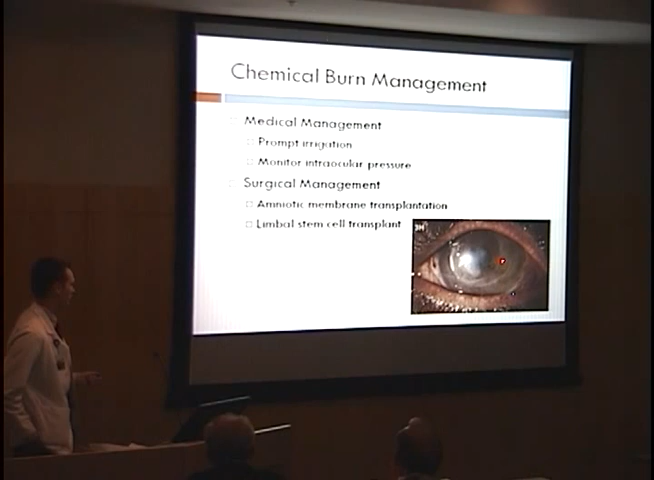 Chemical Burn Management
Medical Management
Prompt irrigation
Monitor intraocular pressure
Surgical Management
Amniotic membrane transplantation
Limbal stem cell transplant